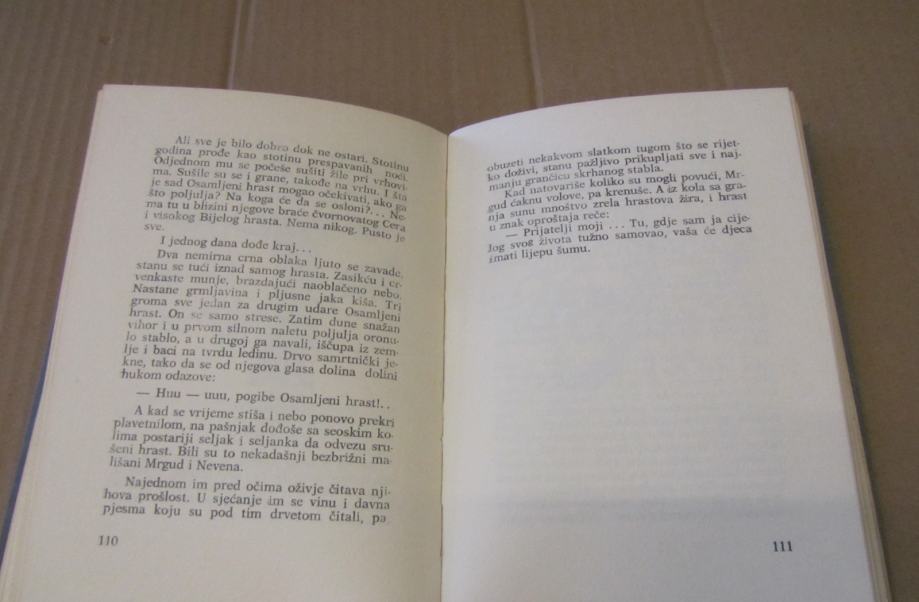 Ali sve je bilo dobro dok ne ostari. Stotinu
godina prođe kao stotinu prespavanih noći.
Odjednom mu se počeše sušiti žile pri vrhovi-
ma. Sušile su se i grane, takođe na vrhu. I šta
je sad Osamljeni hrast mogao očekivati, ako ga
što poljulja? Na koga će da se osloni?... Ne-
ma tu u blizini njegove braće čvornovatog Cera
i visokog Bijelog hrasta. Nema nikog. Pusto je
sve.
I jednog dana dođe kraj...
Dva nemirna crna oblaka ljuto se zavade,
stanu se tući iznad samog hrasta. Zasikću i cr-
venkaste munje, brazdajući naoblačeno nebo.
Nastane grmljavina i pljusne jaka kiša. Tri
groma sve jedan za drugim udare Osamljeni
hrast. On se samo strese. Zatim dune snažan
vihor i u prvom silnom naletu poljulja oronu-
lo stablo, a u drugoj ga navali, iščupa iz zem-
lje i baci na tvrdu ledinu. Drvo samrtnički je-
kne, tako da se od njegova glasa dolina dolini
hukom odazove:
— Huu — uuu, pogibe Osamljeni hrast!..
A kad se vrijeme stiša i nebo ponovo prekri
plavetnilom, na pašnjak dođoše sa seoskim ko-
lima postariji seljak i seljanka da odvezu sru-
šeni hrast. Bili su to nekadašnji bezbrižni ma-
lišani Mrgud i Nevena.
Najednom im pred očima oživje čitava nji-
hova prošlost. U sjećanje im se vinu i davna
pjesma koju su pod tim drvetom čitali, pa,
110
obuzeti nekakvom slatkom tugom što se rijet-
ko doživi, stanu pažljivo prikupljati sve i naj-
manju grančicu skrhanog stabla.
Kad natovariše koliko su mogli povući, Mr-
gud ćaknu volove, pa krenuše. A iz kola sa gra-
nja sunu mnoštvo zrela hrastova žira, i hrast
u znak oproštaja reče:
— Prijatelji moji ... Tu, gdje sam ja cije-
log svog života tužno samovao, vaša će djeca
imati lijepu šumu.
111